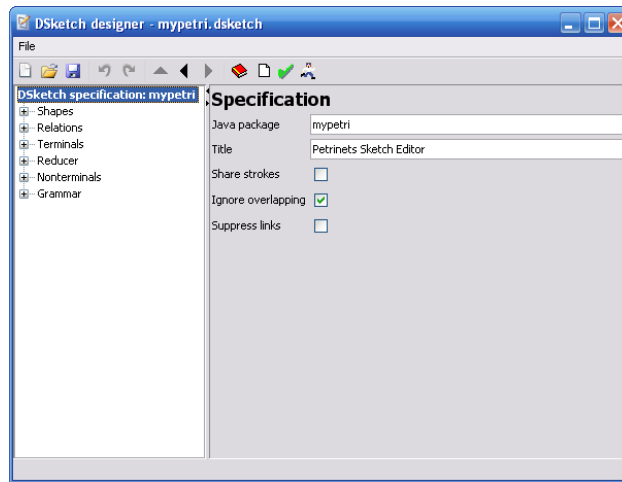 DSketch designer - mypetri.dsketch
File
DSketch specification: mypetri
Shapes
Relations
Terminals
Reducer
Nonterminals
Grammar
Specification
Java package mypetri
Title Petrinets Sketch Editor
Share strokes
Ignore overlapping
Suppress links